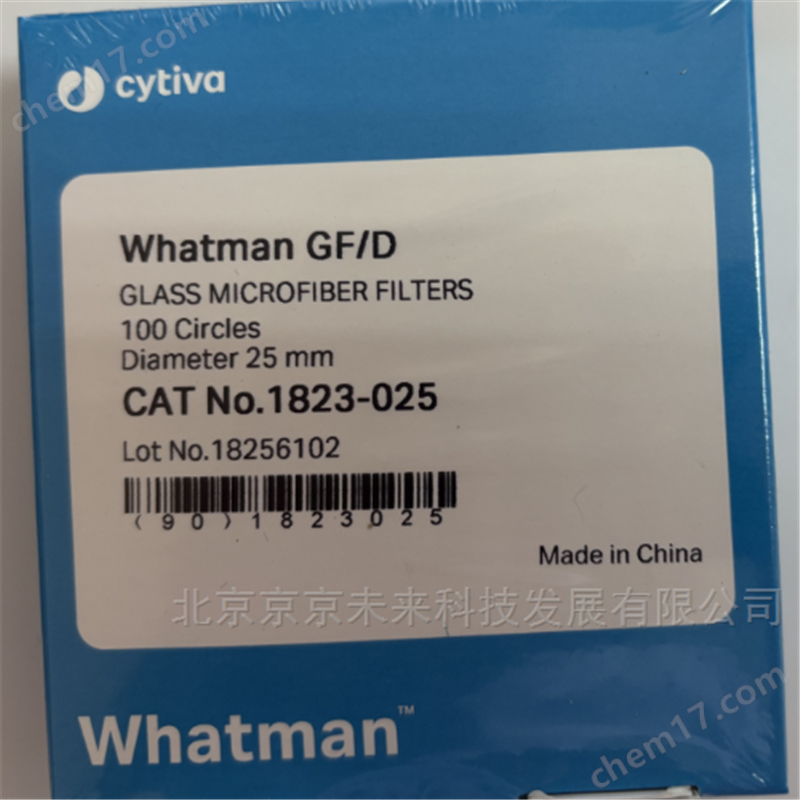 chem17.com
cytiva
Whatman GF/D
GLASS MICROFIBER FILTERS
100 Circles
Diameter 25 mm
CAT No.1823-025
Lot No.18256102
(90)1823025
Made in China
北京京京未来科技发展有限公司
Whatman™
chem17.com